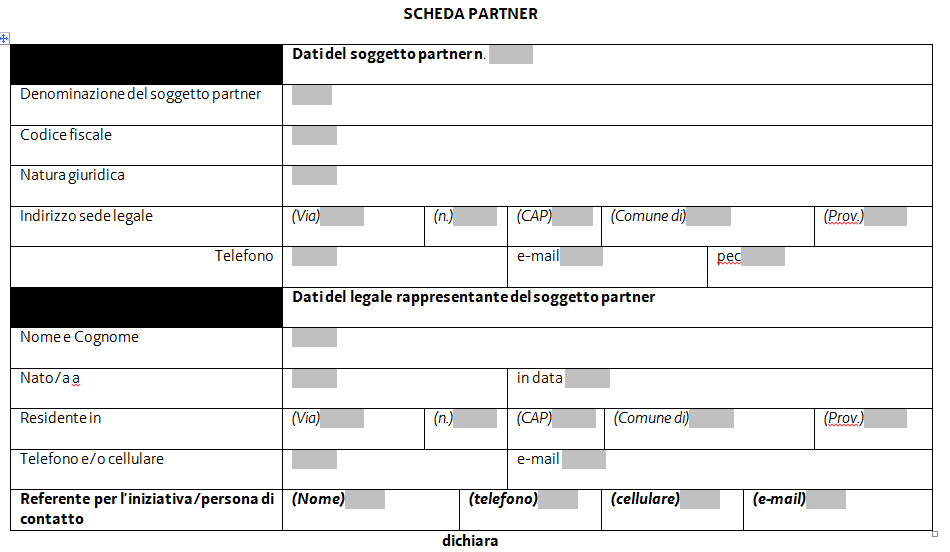 SCHEDA PARTNER
Dati del soggetto partner n.
Denominazione del soggetto partner
Codice fiscale
Natura giuridica
Indirizzo sede legale (Via) (n.) (CAP) (Comune di) (Prov.)
Telefono e-mail pec
Dati del legale rappresentante del soggetto partner
Nome e Cognome
Nato/a a in data
Residente in (Via) (n.) (CAP) (Comune di) (Prov.)
Telefono e/o cellulare e-mail
Referente per l'iniziativa/persona di (Nome) (telefono) (cellulare) (e-mail)
contatto
dichiara